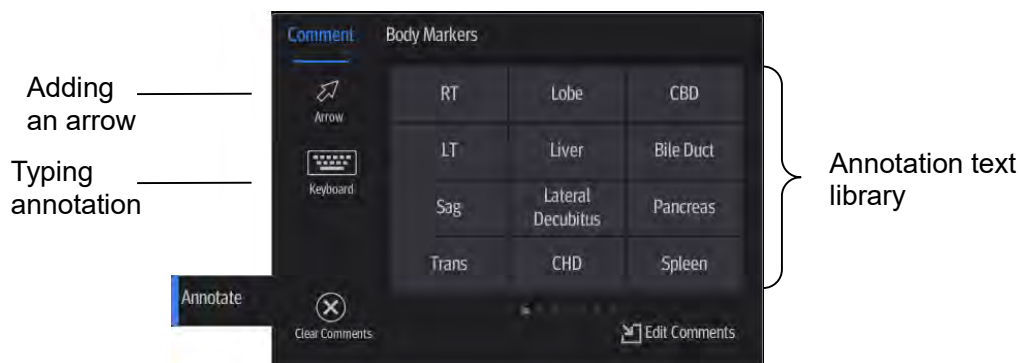 Comment Body Markers
Adding
an arrow
Arrow
RT Lobe CBD
Typing
annotation
Keyboard
LT Liver Bile Duct
Annotation text
library
Sag Lateral
Decubitus Pancreas
Trans CHD Spleen
Annotate
Clear Comments
Edit Comments